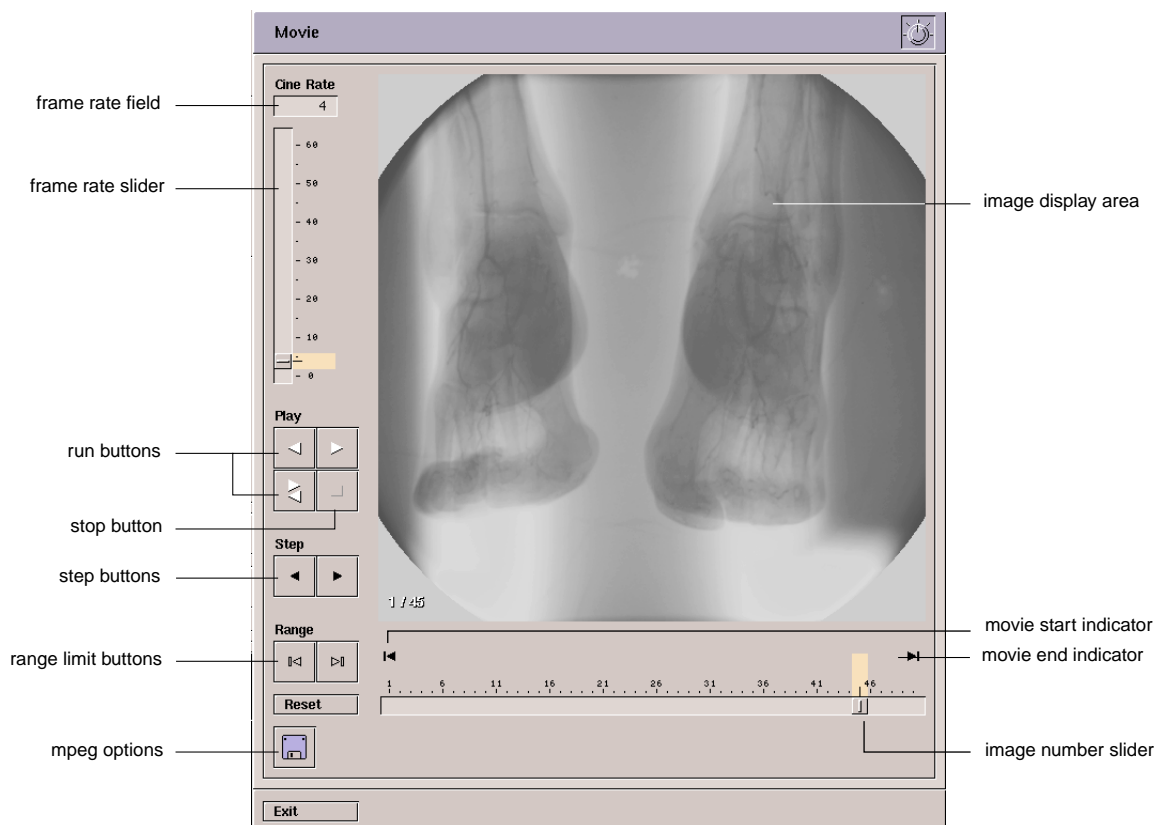 Movie
Cine Rate
4
frame rate field
60
frame rate slider
50
image display area
40
30
20
10
0
Play
run buttons
stop button
Step
step buttons
1 / 45
Range
movie start indicator
range limit buttons
movie end indicator
1 6 11 16 21 26 31 36 41 46
Reset
mpeg options
image number slider
Exit